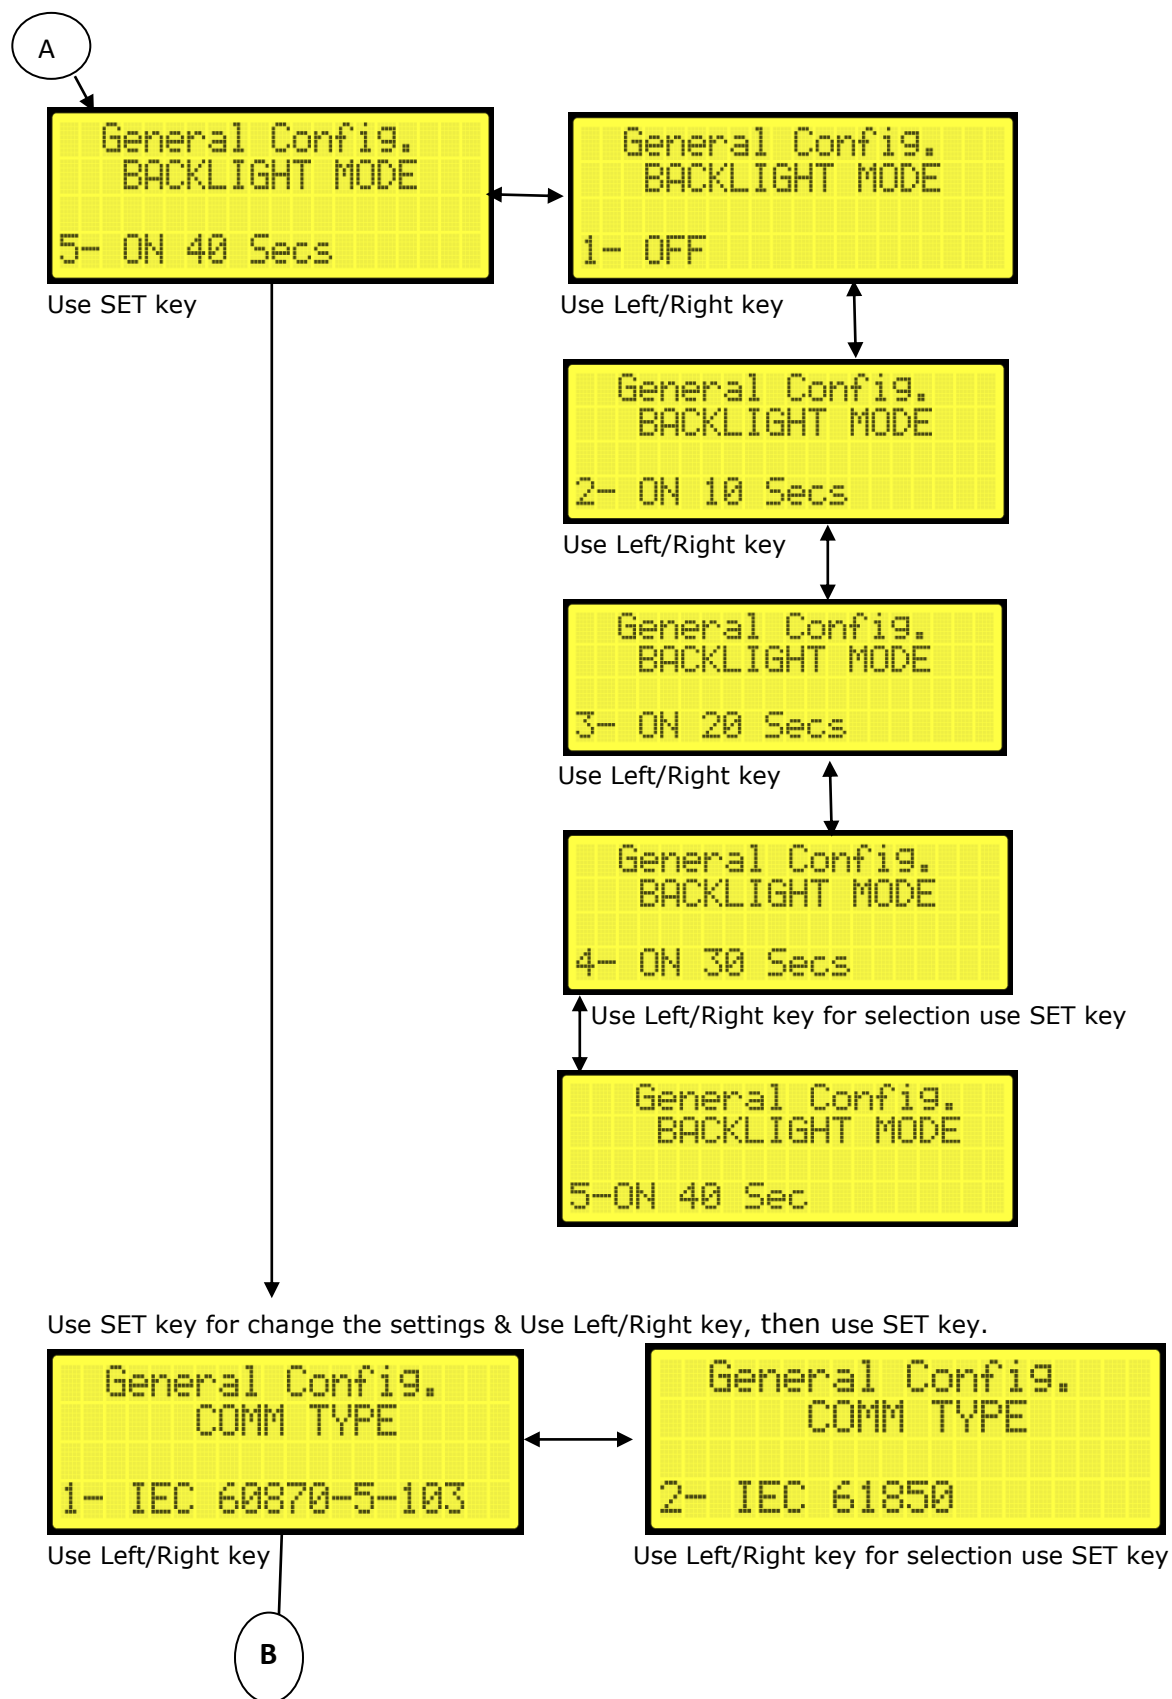 A
General Config.
BACKLIGHT MODE
5- ON 40 Secs
Use SET key
General Config.
BACKLIGHT MODE
1- OFF
Use Left/Right key
General Config.
BACKLIGHT MODE
2- ON 10 Secs
Use Left/Right key
General Config.
BACKLIGHT MODE
3- ON 20 Secs
Use Left/Right key
General Config.
BACKLIGHT MODE
4- ON 30 Secs
Use Left/Right key for selection use SET key
General Config.
BACKLIGHT MODE
5-ON 40 Sec
Use SET key for change the settings & Use Left/Right key, then use SET key.
General Config.
COMM TYPE
1- IEC 60870-5-103
Use Left/Right key
General Config.
COMM TYPE
2- IEC 61850
Use Left/Right key for selection use SET key
B